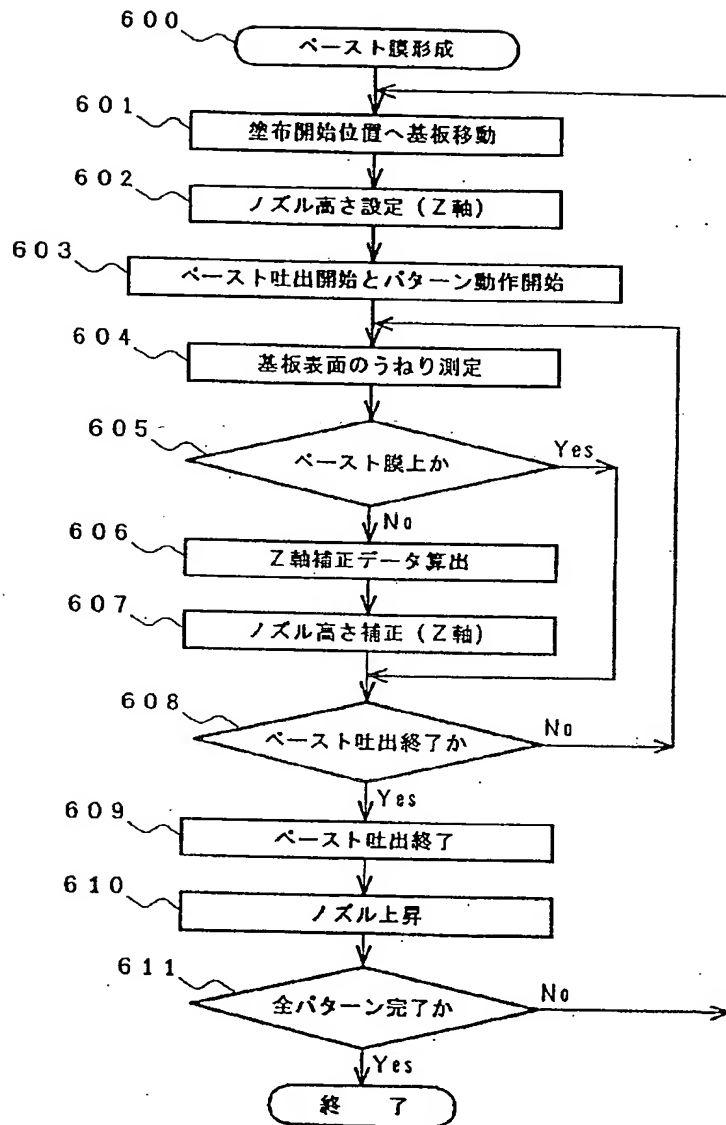 600
ペースト膜形成
601
塗布開始位置へ基板移動
602
ノズル高さ設定（Z軸）
603
ペースト吐出開始とパターン動作開始
604
基板表面のうねり測定
605
ペースト膜上か
Yes
No
606
Z軸補正データ算出
607
ノズル高さ補正（Z軸）
608
ペースト吐出終了か
No
Yes
609
ペースト吐出終了
610
ノズル上昇
611
全パターン完了か
No
Yes
終 了